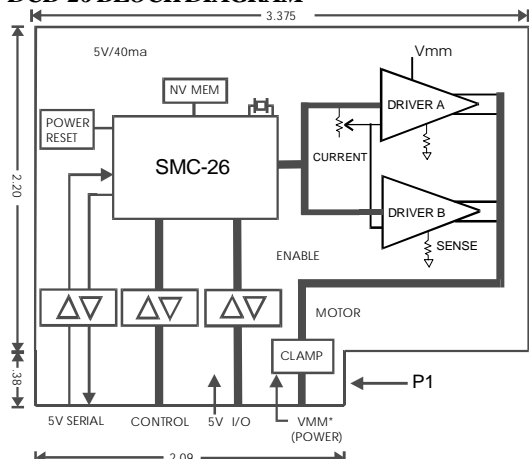 DCB-26 BLOCK DIAGRAM
3.375
5V/40ma
Vmm
NV MEM
DRIVER A
POWER
RESET
SMC-26
CURRENT
2.20
DRIVER B
SENSE
ENABLE
MOTOR
CLAMP
.38
P1
5V SERIAL
CONTROL
5V I/O
VMM*
(POWER)
2.09